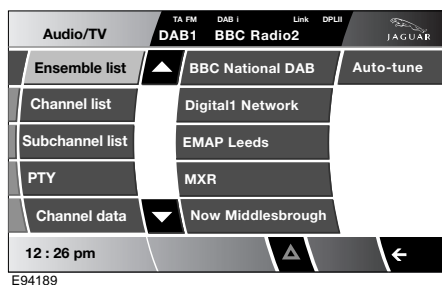 Audio/TV
TA FM DAB i Link DPLII
DAB1 BBC Radio2
JAGUAR
Ensemble list
BBC National DAB
Auto-tune
Channel list
Digital1 Network
Subchannel list
EMAP Leeds
PTY
MXR
Channel data
Now Middlesbrough
12 : 26 pm
E94189